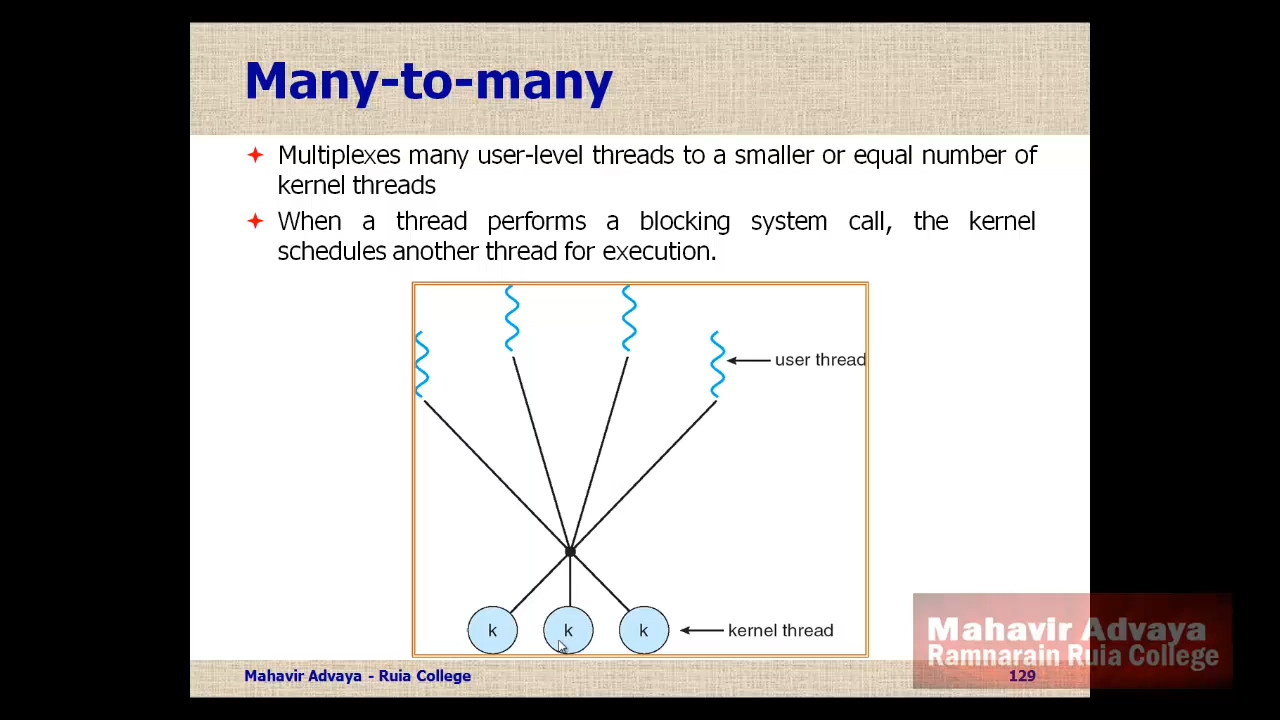 Many-to-many
Multiplexes many user-level threads to a smaller or equal number of
kernel threads
When a thread performs a blocking system call, the kernel
schedules another thread for execution.
user thread
k
k
k
kernel thread
Mahavir Advaya
Ramnarain Ruia College
Mahavir Advaya - Ruia College
129